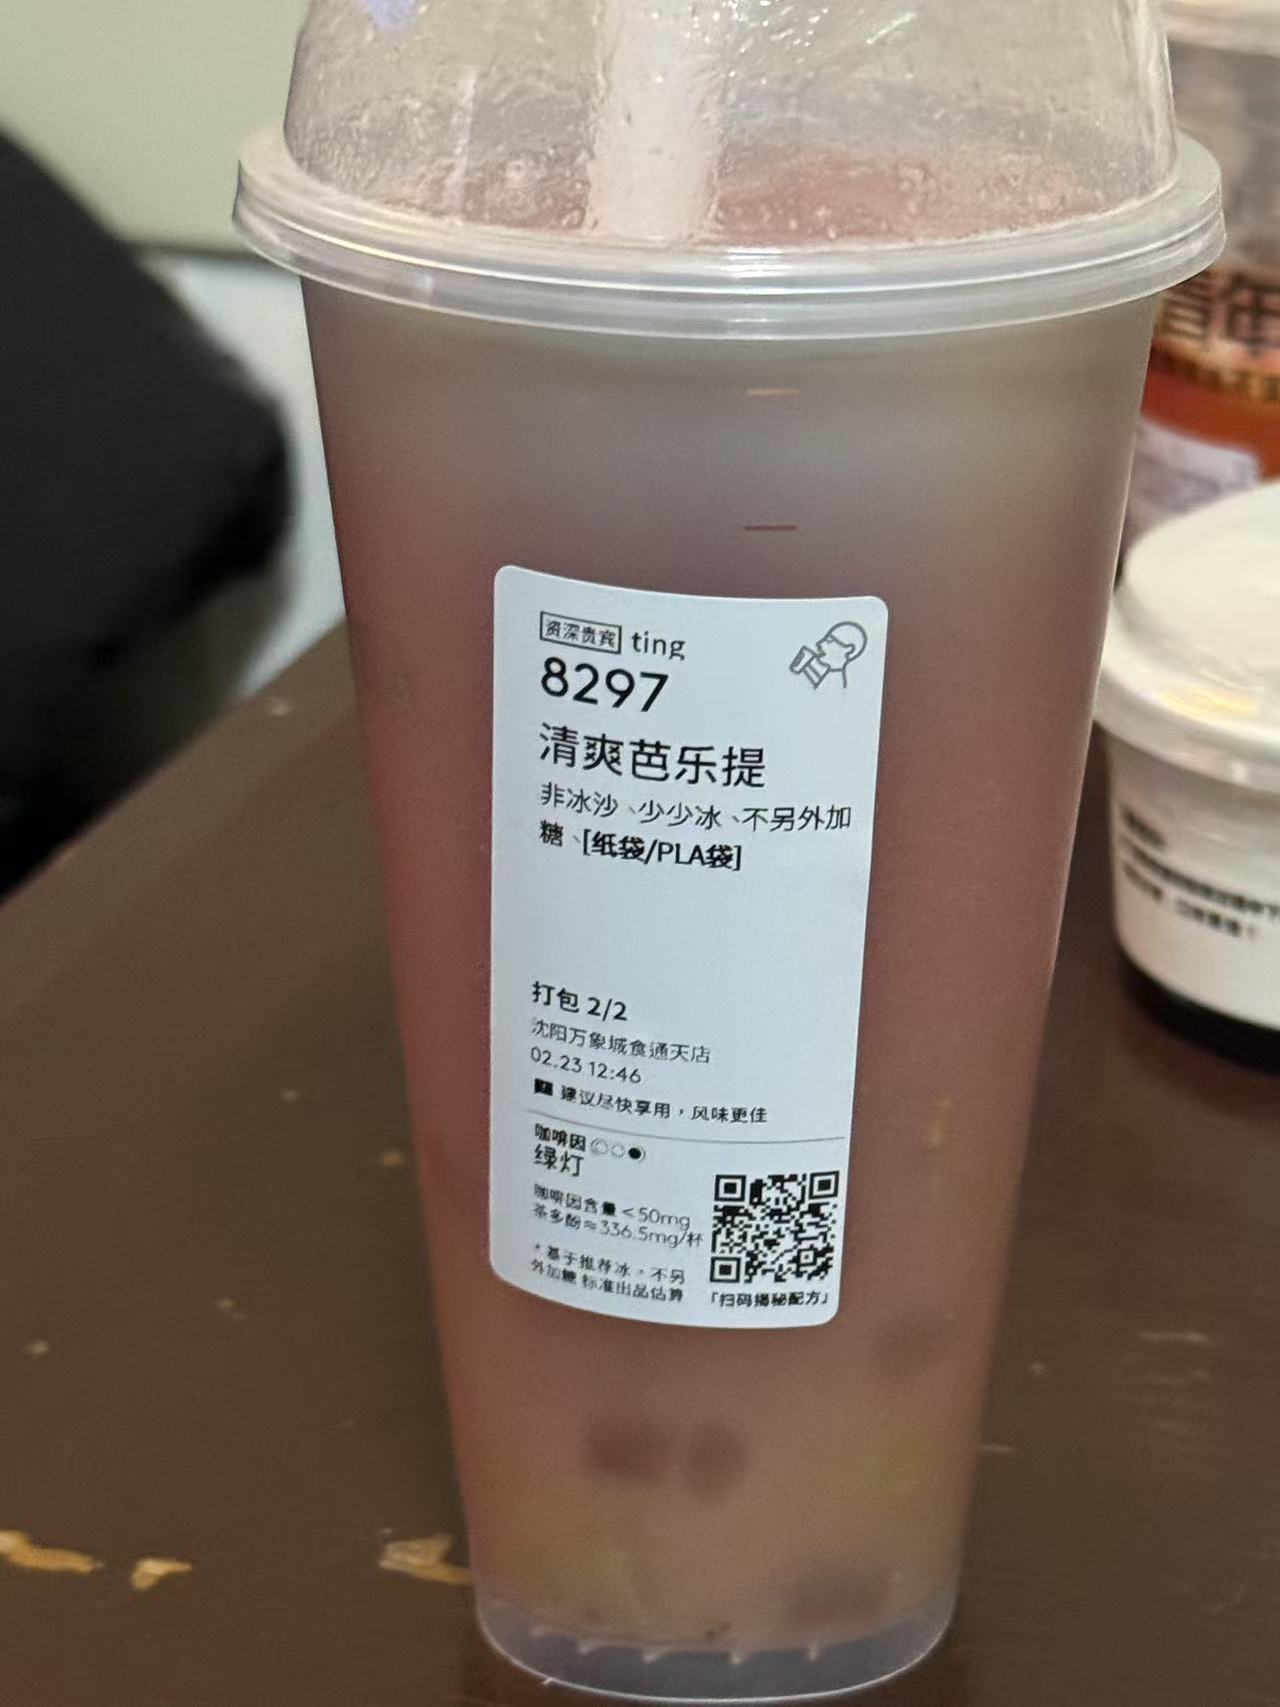 资深贵宾 ting
8297
清爽芭乐提
非冰沙、少少冰、不另外加
糖、[纸袋/PLA袋]
打包 2/2
沈阳万象城食通天店
02.23 12:46
建议尽快享用，风味更佳
咖啡因
绿灯
咖啡因含量<50mg
茶多酚≈336.5mg/杯
*基于推荐冰，不另
外加糖 标准出品估算
「扫码揭秘配方」